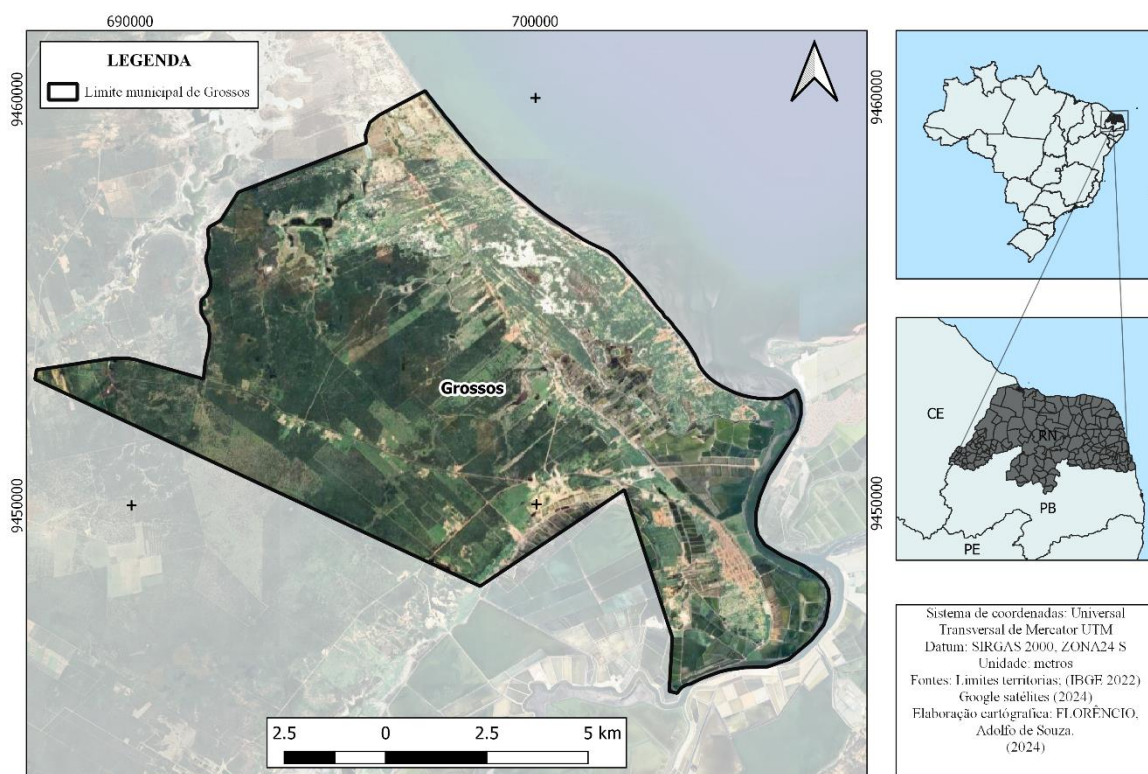 690000
700000
LEGENDA
Limite municipal de Grossos
9460000
9460000
Grossos
9450000
9450000
2.5 0 2.5 5 km
CE
RN
PB
PE
Sistema de coordenadas: Universal
Transversal de Mercator UTM
Datum: SIRGAS 2000, ZONA24 S
Unidade: metros
Fontes: Limites territorias; (IBGE 2022)
Google satélites (2024)
Elaboração cartógrafica: FLORÊNCIO,
Adolfo de Souza.
(2024)